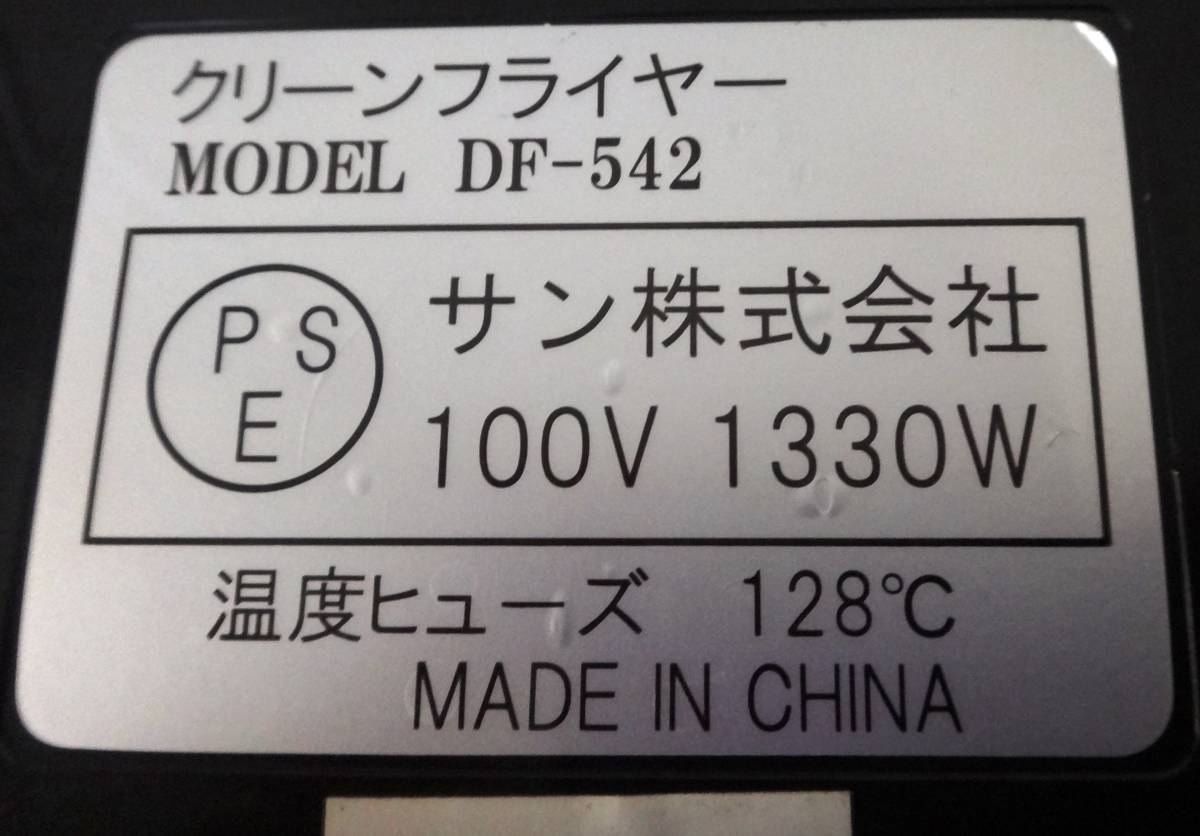 クリーンフライヤー
MODEL DF-542
PS
E
サン株式会社
100V 1330W
温度ヒューズ 128℃
MADE IN CHINA